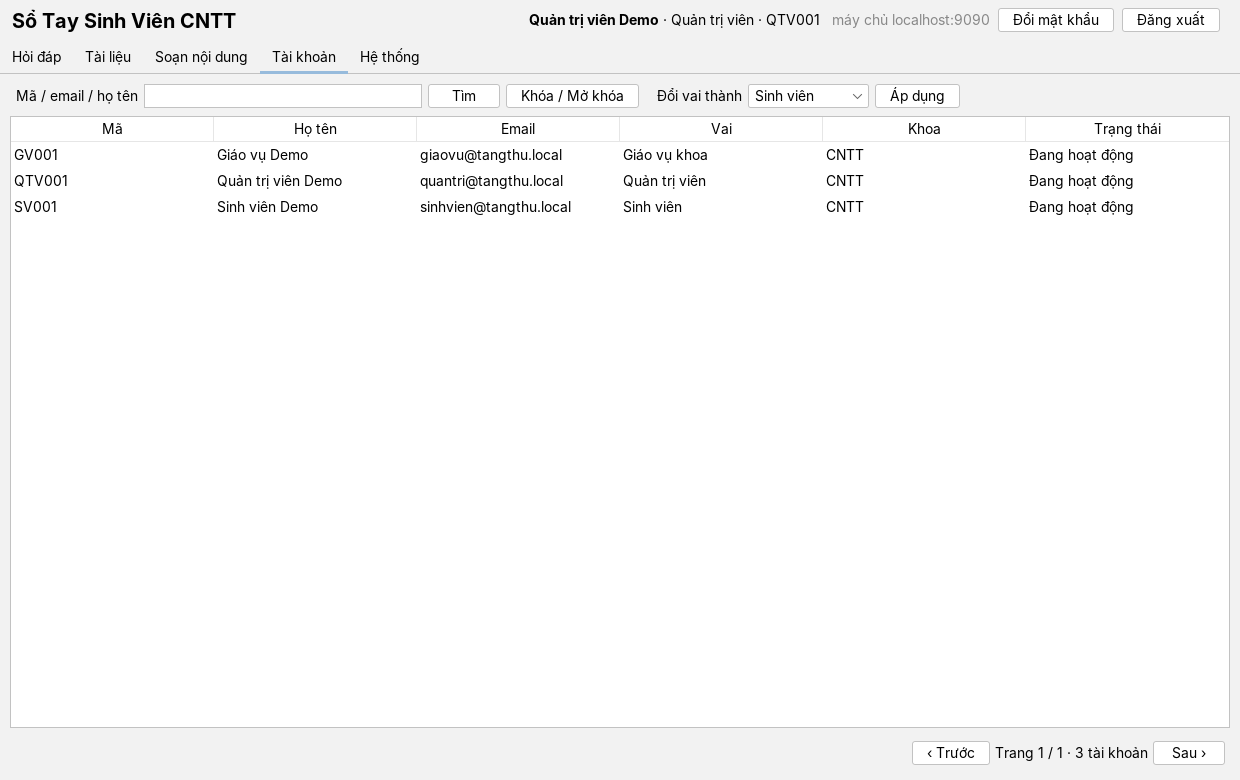 Sổ Tay Sinh Viên CNTT
Quản trị viên Demo · Quản trị viên · QTV001 máy chủ localhost:9090 Đổi mật khẩu Đăng xuất
Hỏi đáp Tài liệu Soạn nội dung Tài khoản Hệ thống
Mã / email / họ tên Tìm Khóa / Mở khóa Đổi vai thành Sinh viên Áp dụng
Mã Họ tên Email Vai Khoa Trạng thái
GV001 Giáo vụ Demo giaovu@tangthu.local Giáo vụ khoa CNTT Đang hoạt động
QTV001 Quản trị viên Demo quantri@tangthu.local Quản trị viên CNTT Đang hoạt động
SV001 Sinh viên Demo sinhvien@tangthu.local Sinh viên CNTT Đang hoạt động
‹ Trước Trang 1 / 1 · 3 tài khoản Sau ›